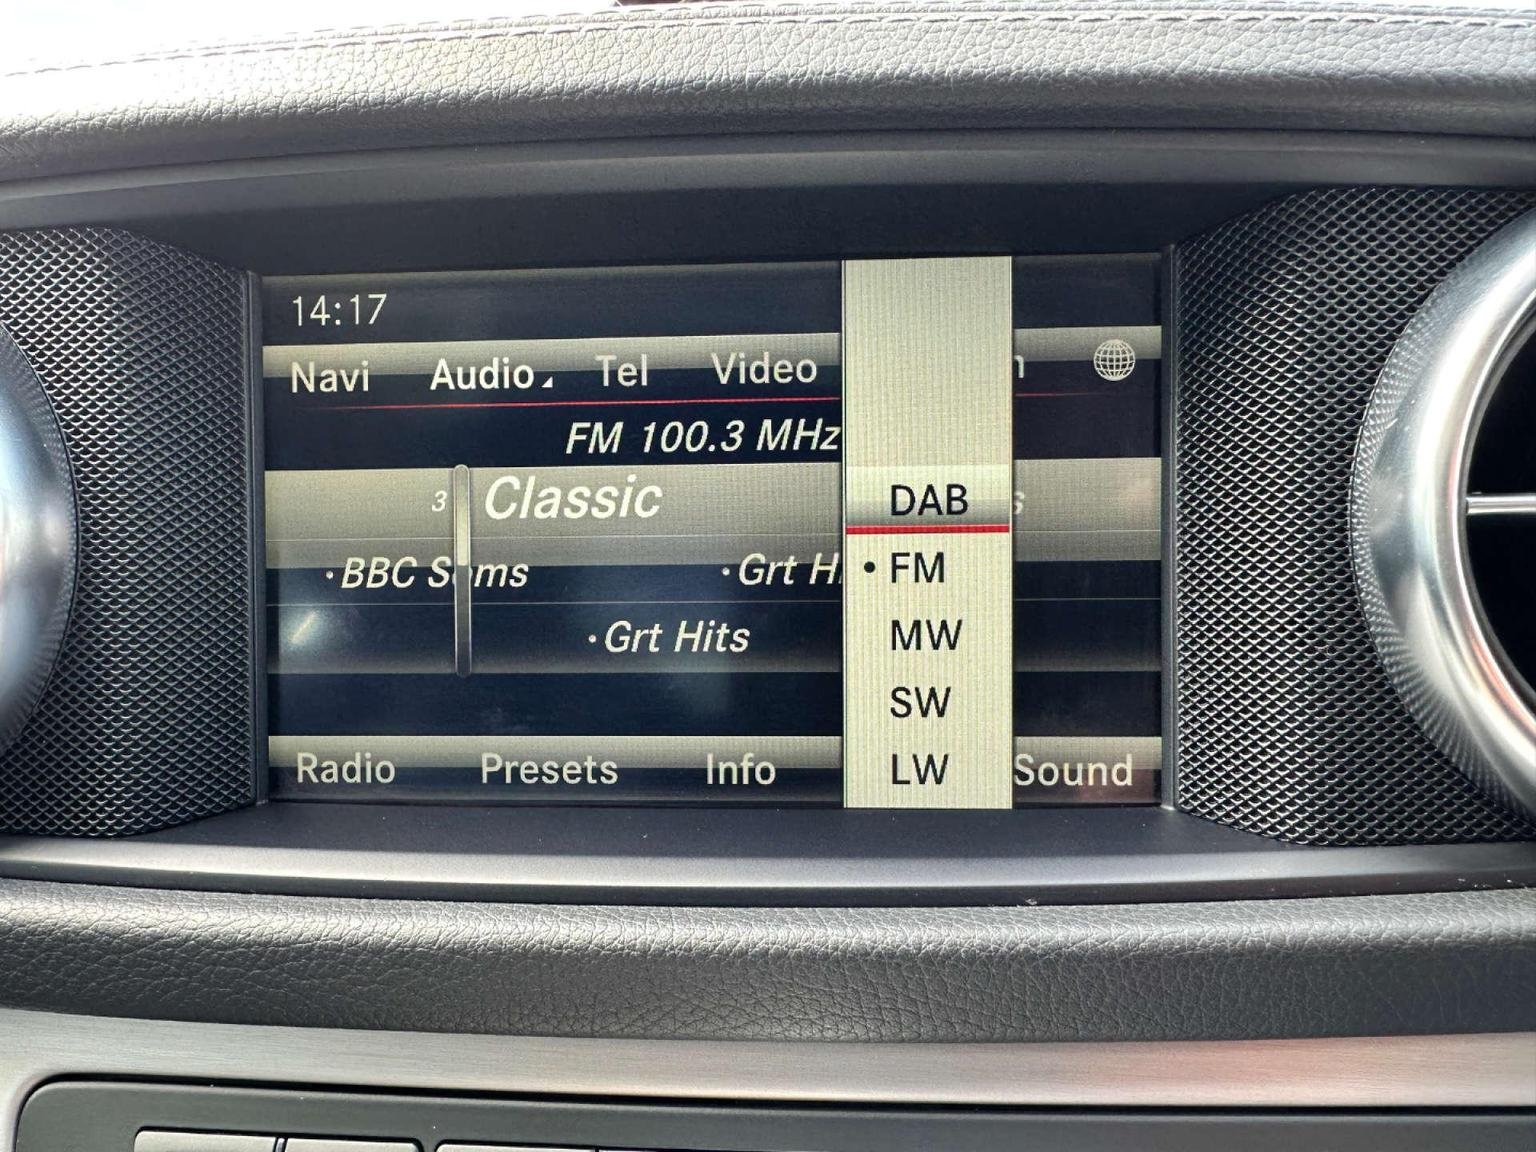 14:17
Navi Audio Tel Video
FM 100.3 MHz
3 Classic
BBC
Grt
Grt Hits
DAB
FM
MW
SW
LW
Radio Presets Info Sound